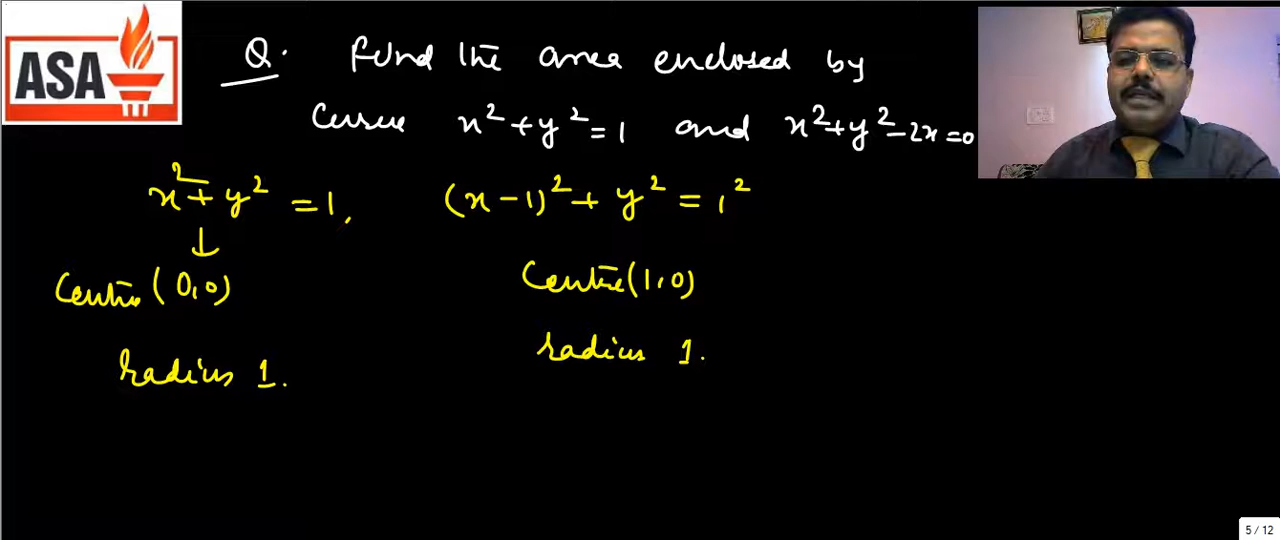 ASA
Q. Find the area enclosed by
Curve x² + y² = 1 and x² + y² - 2x = 0
x² + y² = 1, (x - 1)² + y² = 1²
↓
Centre (0,0) Centre (1,0)
radius 1. radius 1.
5 / 12